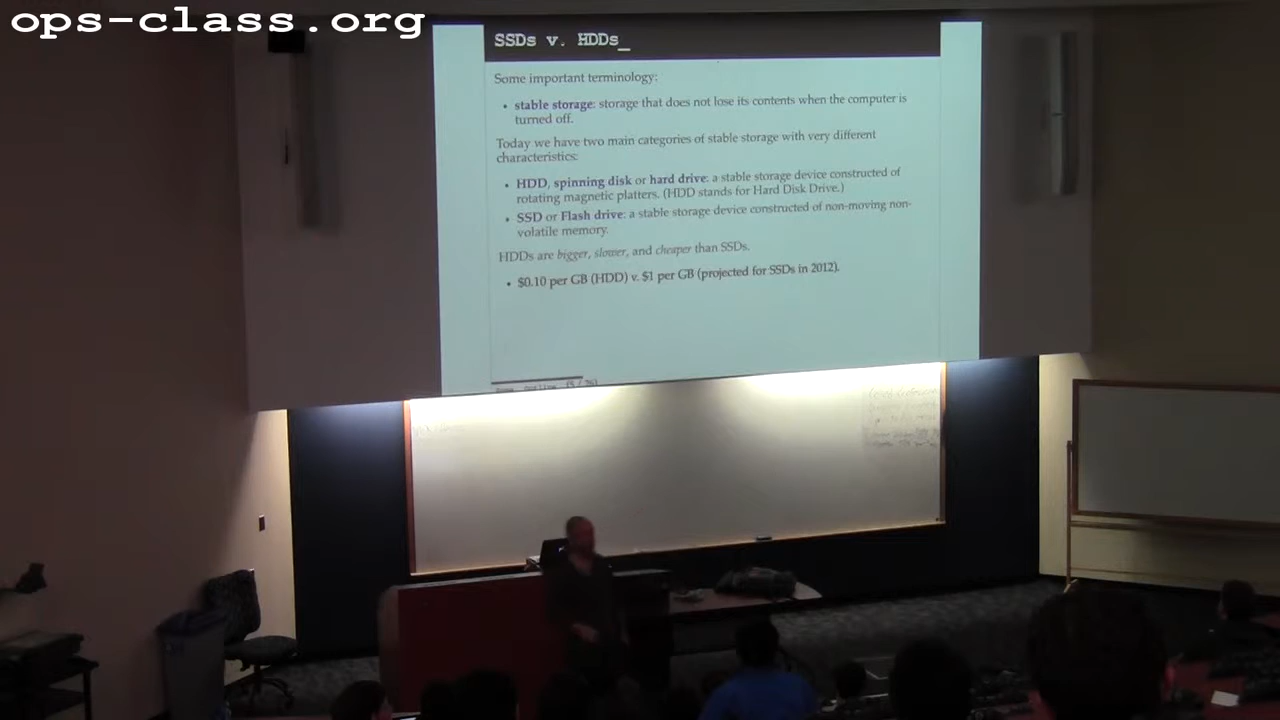 ops-class.org
SSDs v. HDDs_
Some important terminology:
• stable storage: storage that does not lose its contents when the computer is
turned off.
Today we have two main categories of stable storage with very different
characteristics:
• HDD, spinning disk or hard drive: a stable storage device constructed of
rotating magnetic platters. (HDD stands for Hard Disk Drive.)
• SSD or Flash drive: a stable storage device constructed of non-moving non-
volatile memory.
HDDs are bigger, slower, and cheaper than SSDs.
• $0.10 per GB (HDD) v. $1 per GB (projected for SSDs in 2012).